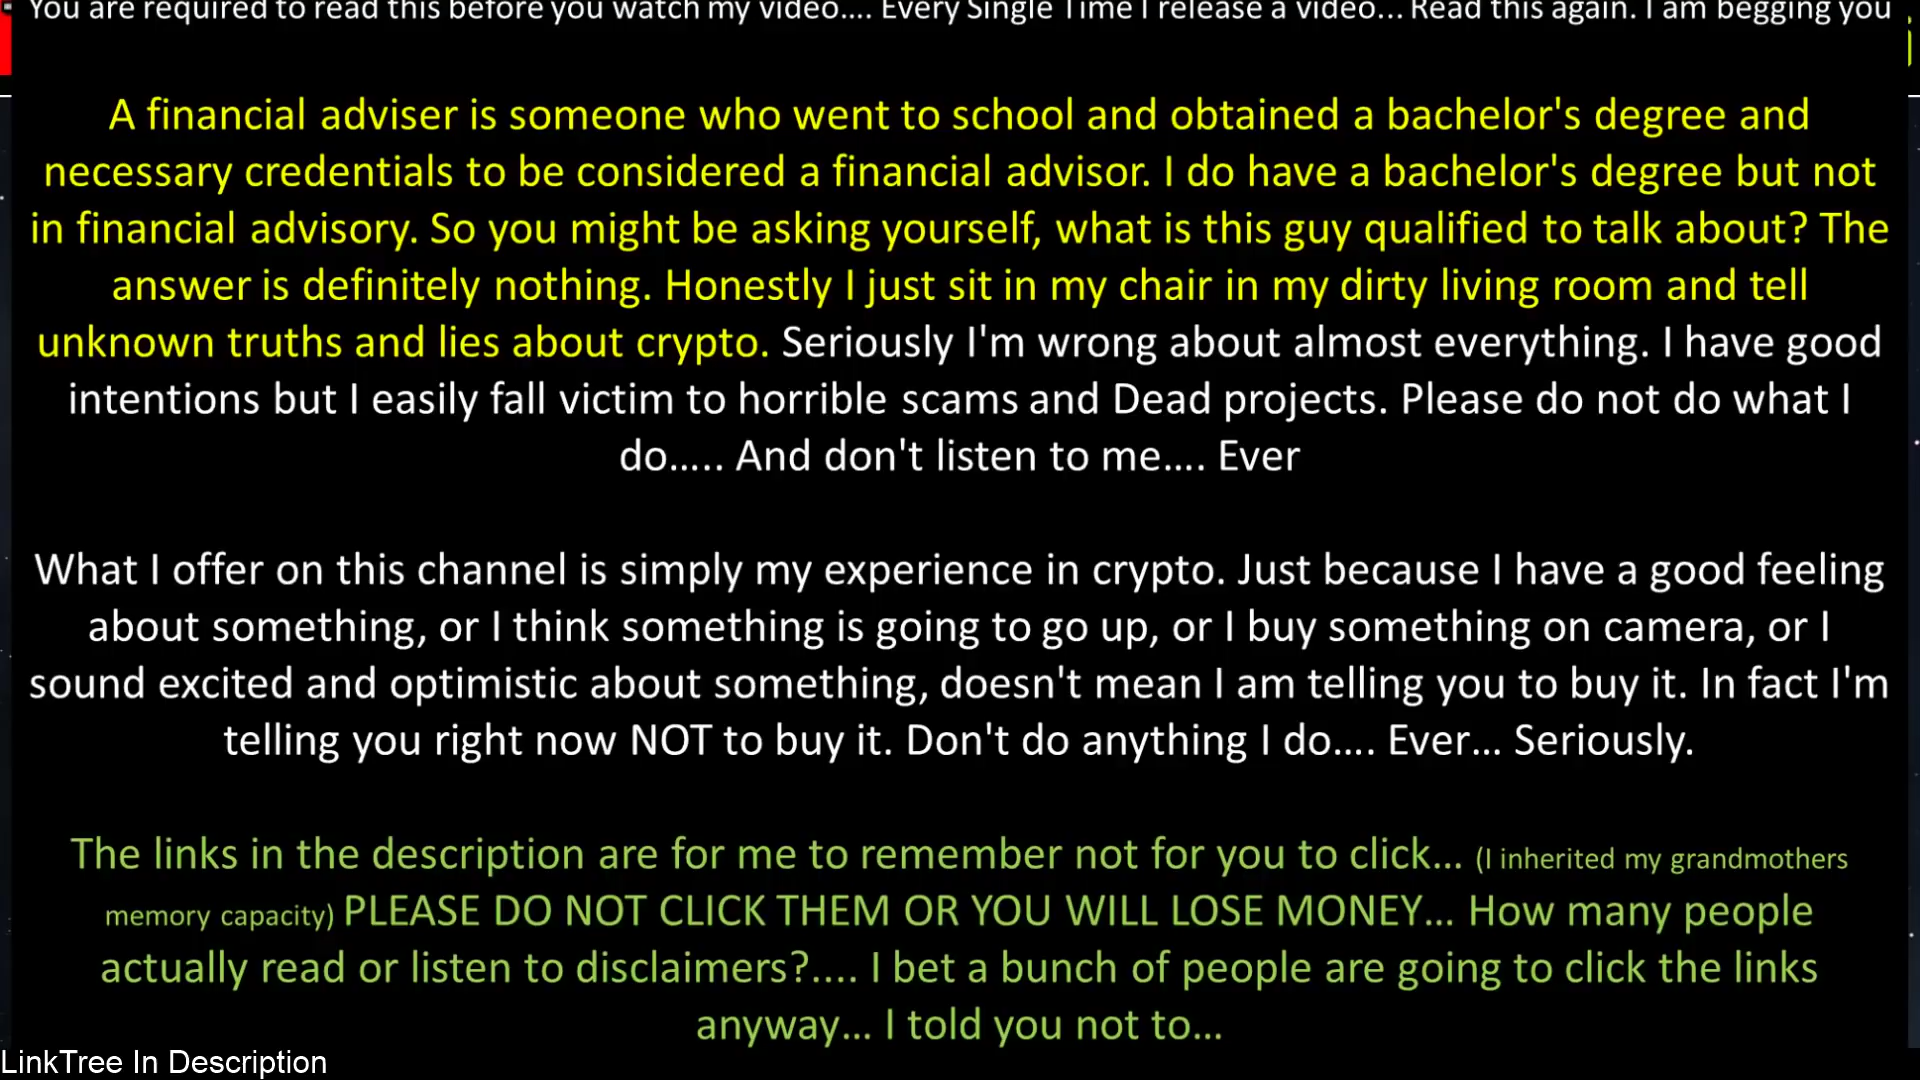 You are required to read this before you watch my video.... Every Single Time I release a video... Read this again. I am begging you
A financial adviser is someone who went to school and obtained a bachelor's degree and
necessary credentials to be considered a financial advisor. I do have a bachelor's degree but not
in financial advisory. So you might be asking yourself, what is this guy qualified to talk about? The
answer is definitely nothing. Honestly I just sit in my chair in my dirty living room and tell
unknown truths and lies about crypto. Seriously I'm wrong about almost everything. I have good
intentions but I easily fall victim to horrible scams and Dead projects. Please do not do what I
do..... And don't listen to me.... Ever
What I offer on this channel is simply my experience in crypto. Just because I have a good feeling
about something, or I think something is going to go up, or I buy something on camera, or I
sound excited and optimistic about something, doesn't mean I am telling you to buy it. In fact I'm
telling you right now NOT to buy it. Don't do anything I do.... Ever... Seriously.
The links in the description are for me to remember not for you to click... (I inherited my grandmothers
memory capacity) PLEASE DO NOT CLICK THEM OR YOU WILL LOSE MONEY... How many people
actually read or listen to disclaimers?.... I bet a bunch of people are going to click the links
anyway... I told you not to...
LinkTree In Description